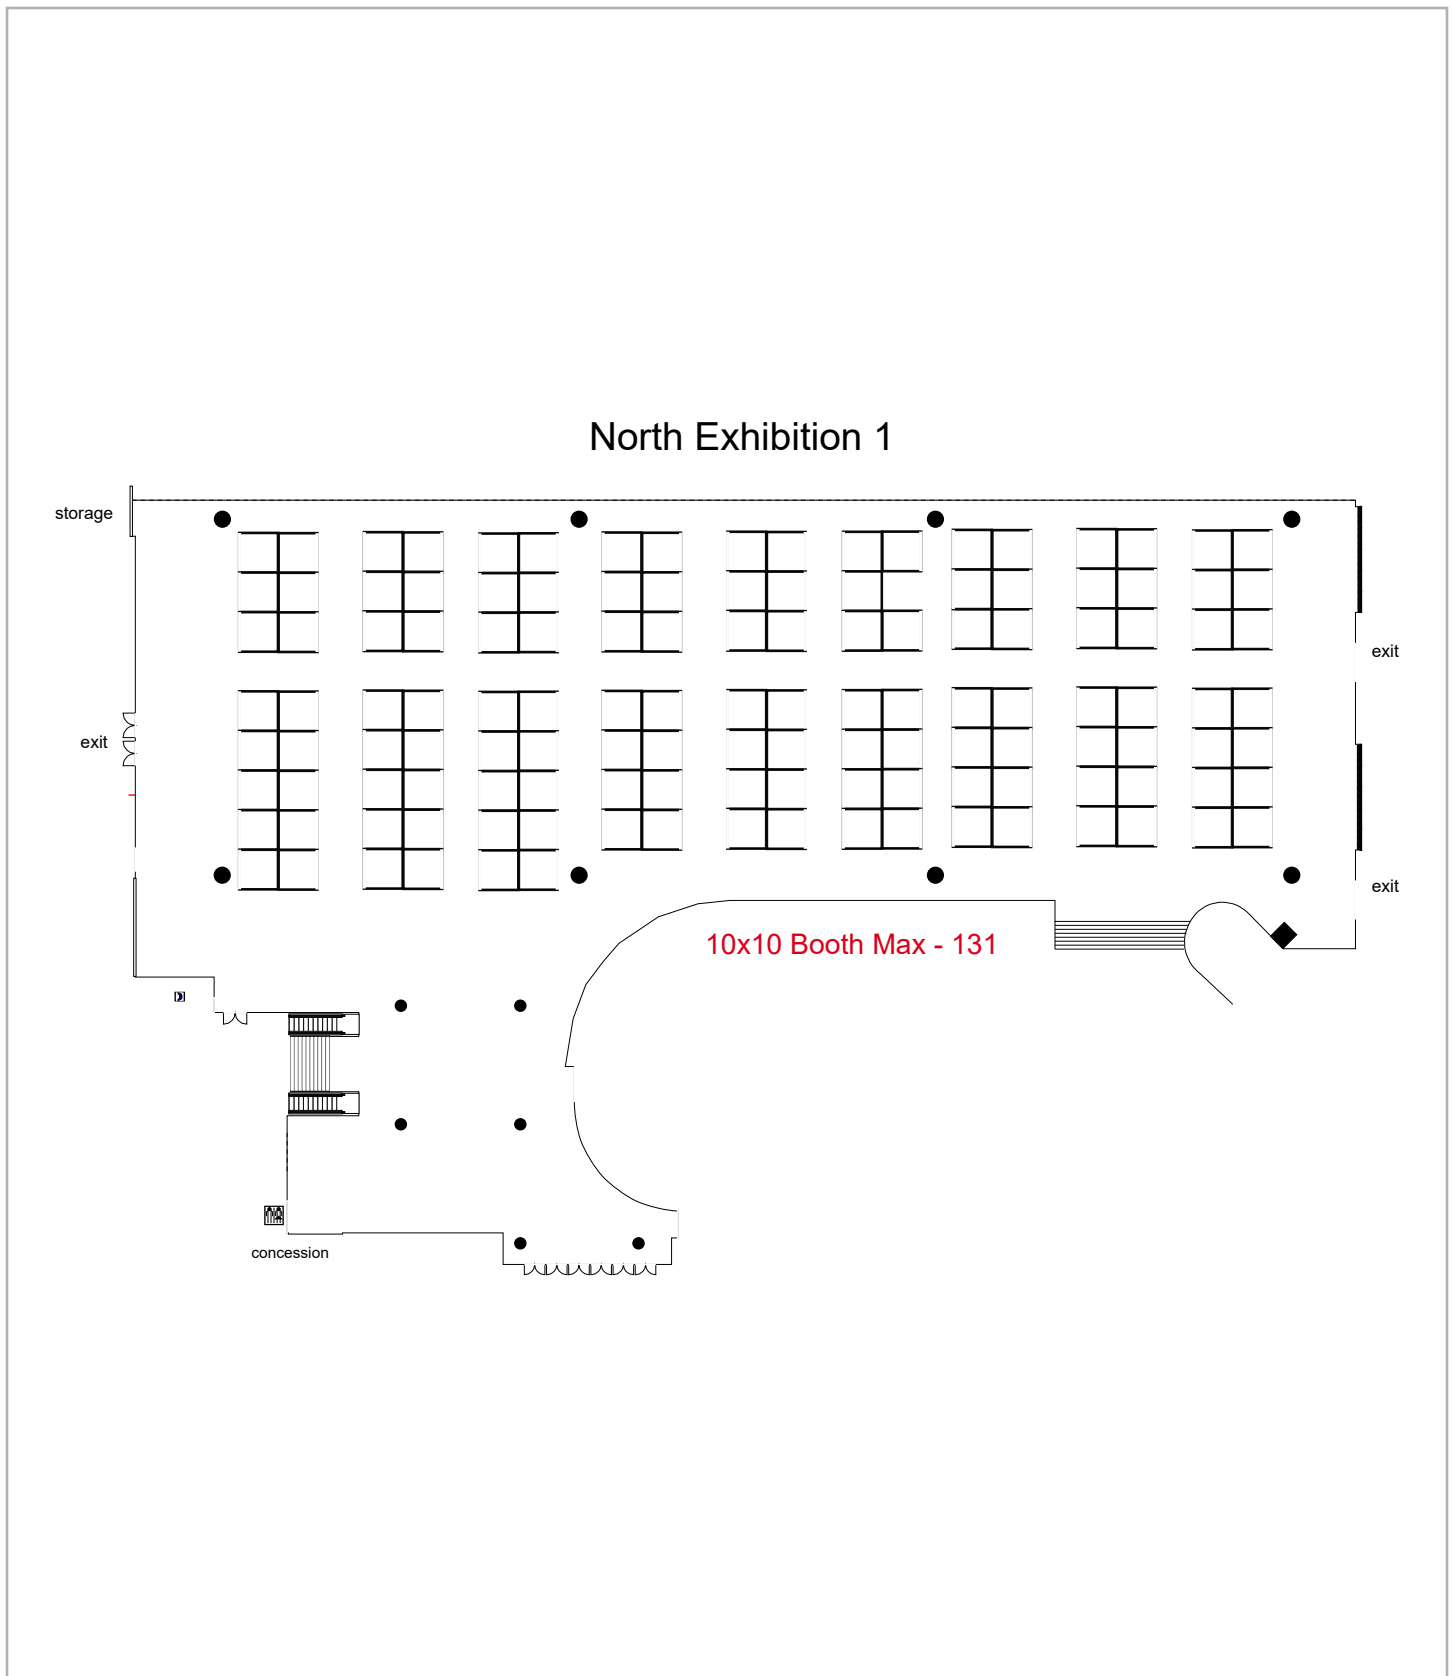 North Exhibition 1
storage
exit
exit
exit
10x10 Booth Max - 131
concession